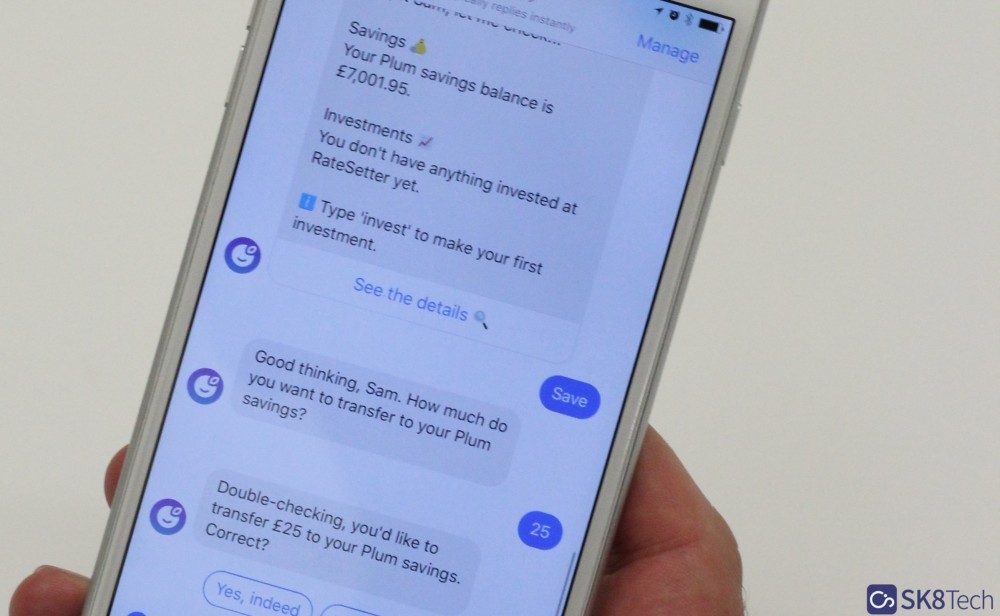 replies instantly
Manage
Savings
Your Plum savings balance is
£7,001.95.
Investments
You don't have anything invested at
RateSetter yet.
Type 'invest' to make your first
investment.
See the details
Save
Good thinking, Sam. How much do
you want to transfer to your Plum
savings?
25
Double-checking, you'd like to
transfer £25 to your Plum savings.
Correct?
Yes, indeed
SK8Tech